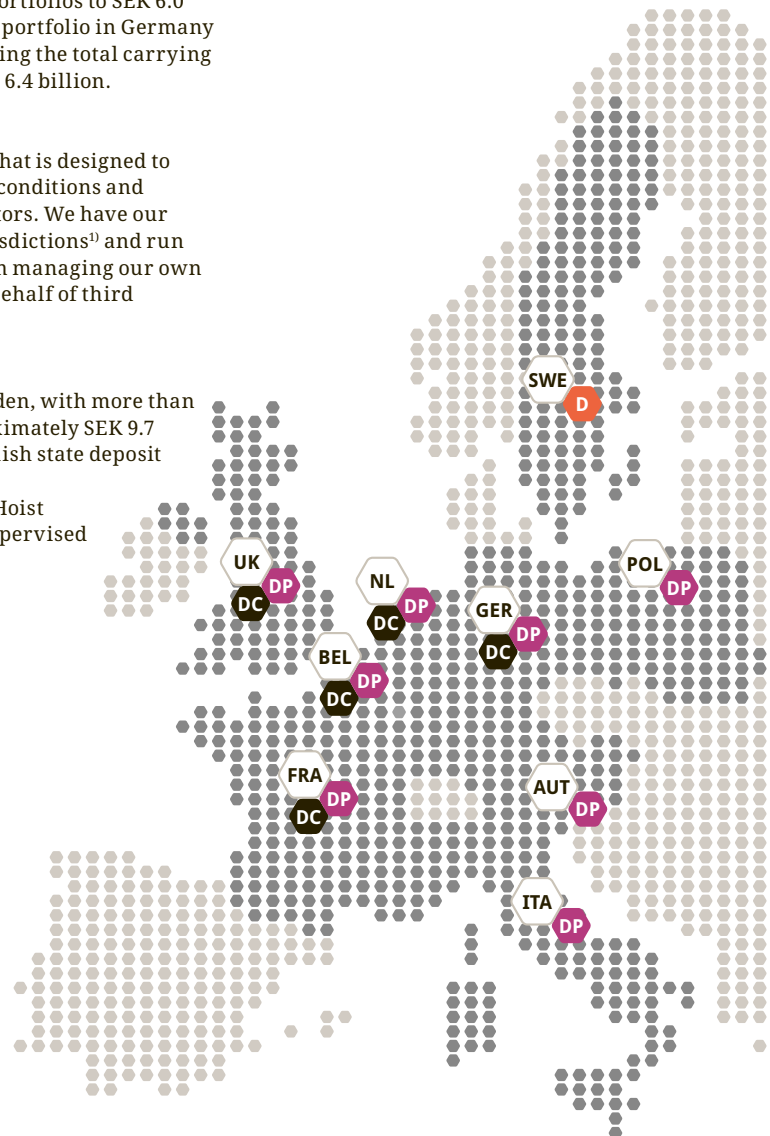 ortfolios to SEK 6.0
portfolio in Germany
ing the total carrying
6.4 billion.
hat is designed to
conditions and
tors. We have our
sdictions1) and run
n managing our own
ehalf of third
den, with more than
ximately SEK 9.7
lish state deposit
Hoist
pervised
SWE
D
UK
DP
DC
NL
DP
DC
POL
DP
GER
DP
DC
BEL
DP
DC
FRA
DP
DC
AUT
DP
ITA
DP